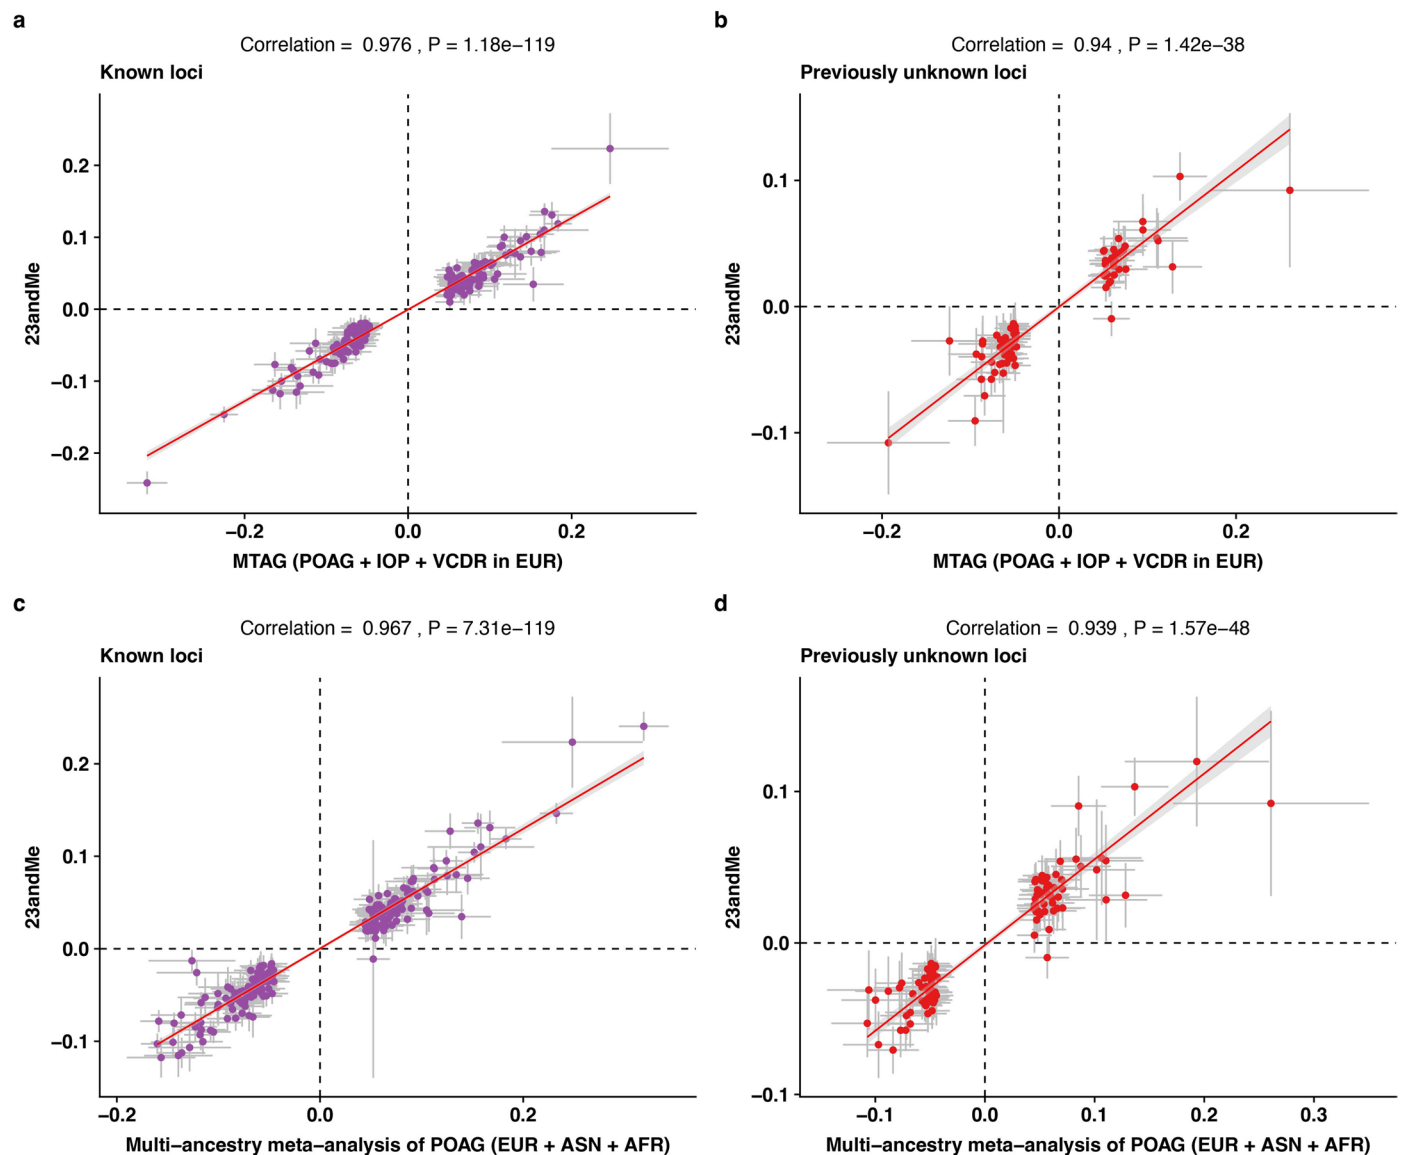 a
Correlation = 0.976 , P = 1.18e−119
Known loci
0.2
0.1
0.0
−0.1
−0.2
23andMe
−0.2
0.0
0.2
MTAG (POAG + IOP + VCDR in EUR)
b
Correlation = 0.94 , P = 1.42e−38
Previously unknown loci
0.1
0.0
−0.1
23andMe
−0.2
0.0
0.2
MTAG (POAG + IOP + VCDR in EUR)
c
Correlation = 0.967 , P = 7.31e−119
Known loci
0.2
0.1
0.0
−0.1
23andMe
−0.2
0.0
0.2
Multi−ancestry meta−analysis of POAG (EUR + ASN + AFR)
d
Correlation = 0.939 , P = 1.57e−48
Previously unknown loci
0.1
0.0
−0.1
23andMe
−0.1
0.0
0.1
0.2
0.3
Multi−ancestry meta−analysis of POAG (EUR + ASN + AFR)